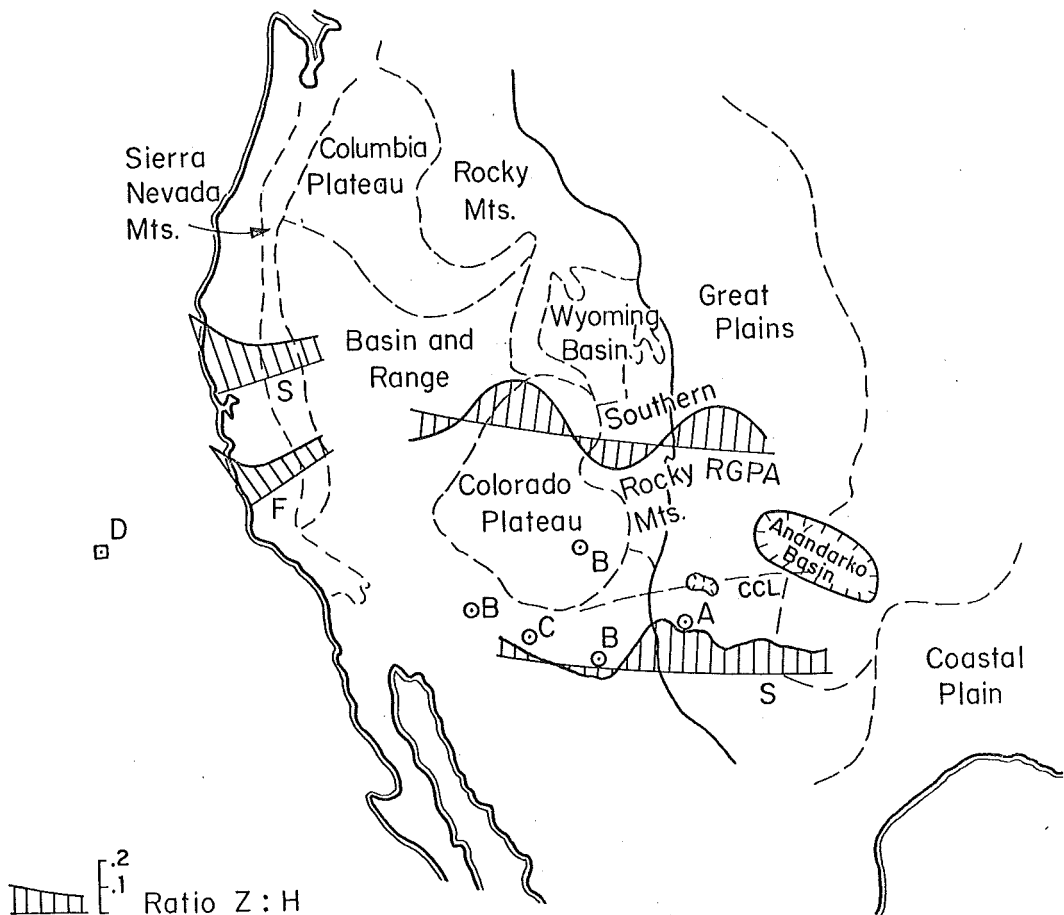 Sierra
Nevada
Mts.
Columbia
Plateau
Rocky
Mts.
Great
Plains
Wyoming
Basin
Basin and
Range
S
Southern
RGPA
Rocky
Mts.
Colorado
Plateau
F
D
B
Anandarko
Basin
CCL
B
C
B
A
S
Coastal
Plain
.2
.1
Ratio Z : H